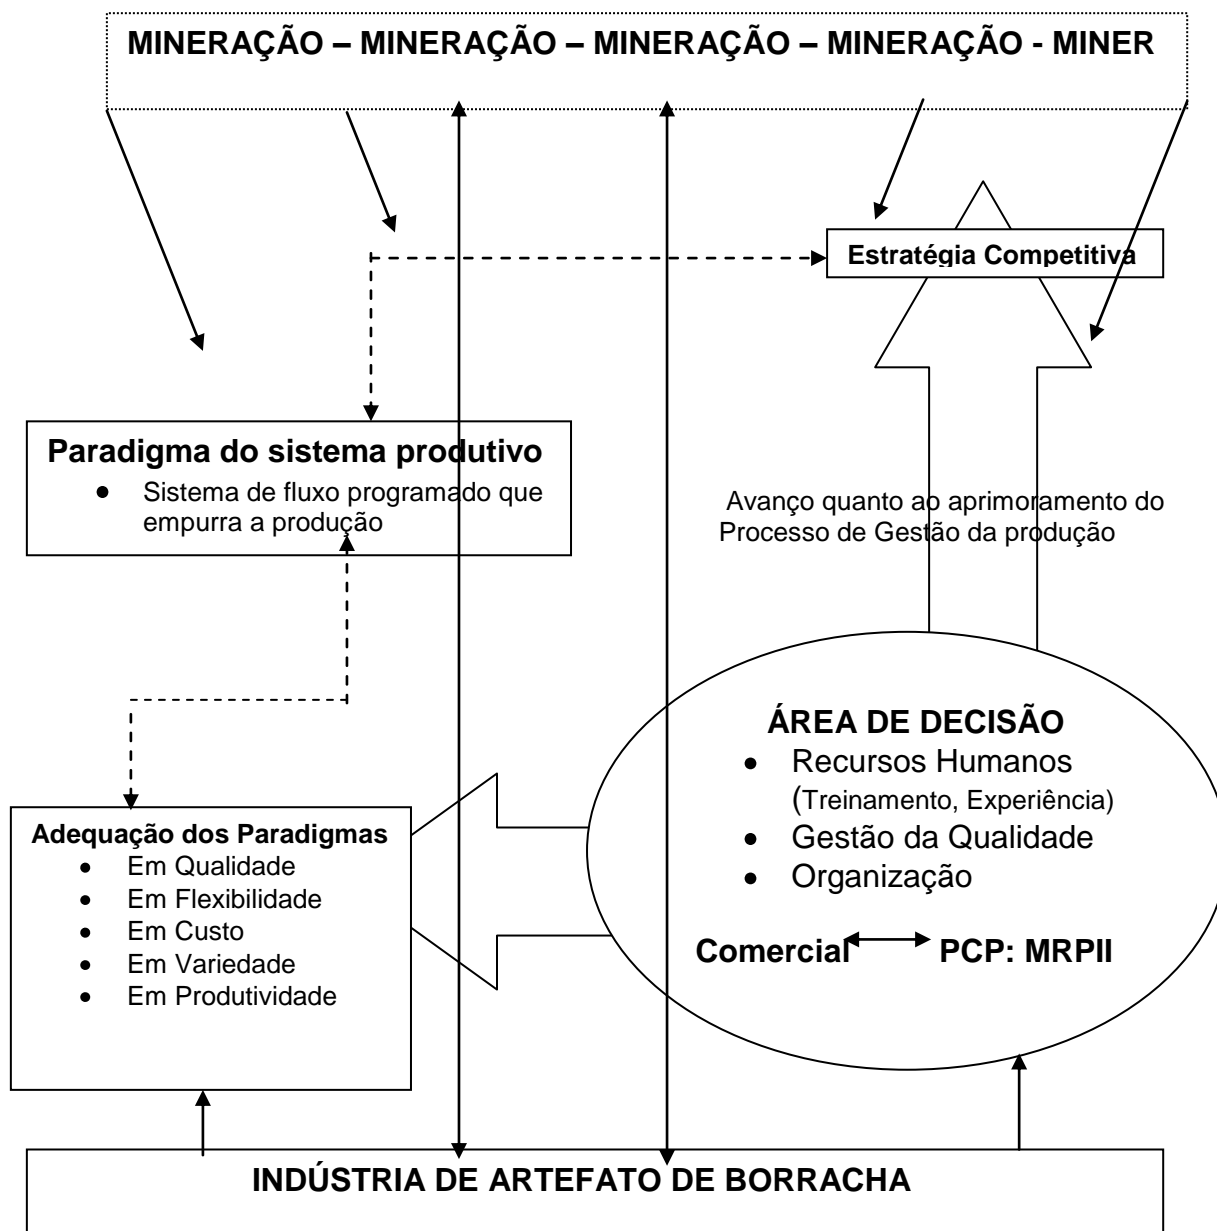 MINERAÇÃO – MINERAÇÃO – MINERAÇÃO – MINERAÇÃO - MINER
Estratégia Competitiva
Paradigma do sistema produtivo
• Sistema de fluxo programado que
empurra a produção
Avanço quanto ao aprimoramento do
Processo de Gestão da produção
ÁREA DE DECISÃO
• Recursos Humanos
(Treinamento, Experiência)
• Gestão da Qualidade
• Organização
Comercial PCP: MRPII
Adequação dos Paradigmas
• Em Qualidade
• Em Flexibilidade
• Em Custo
• Em Variedade
• Em Produtividade
INDÚSTRIA DE ARTEFATO DE BORRACHA